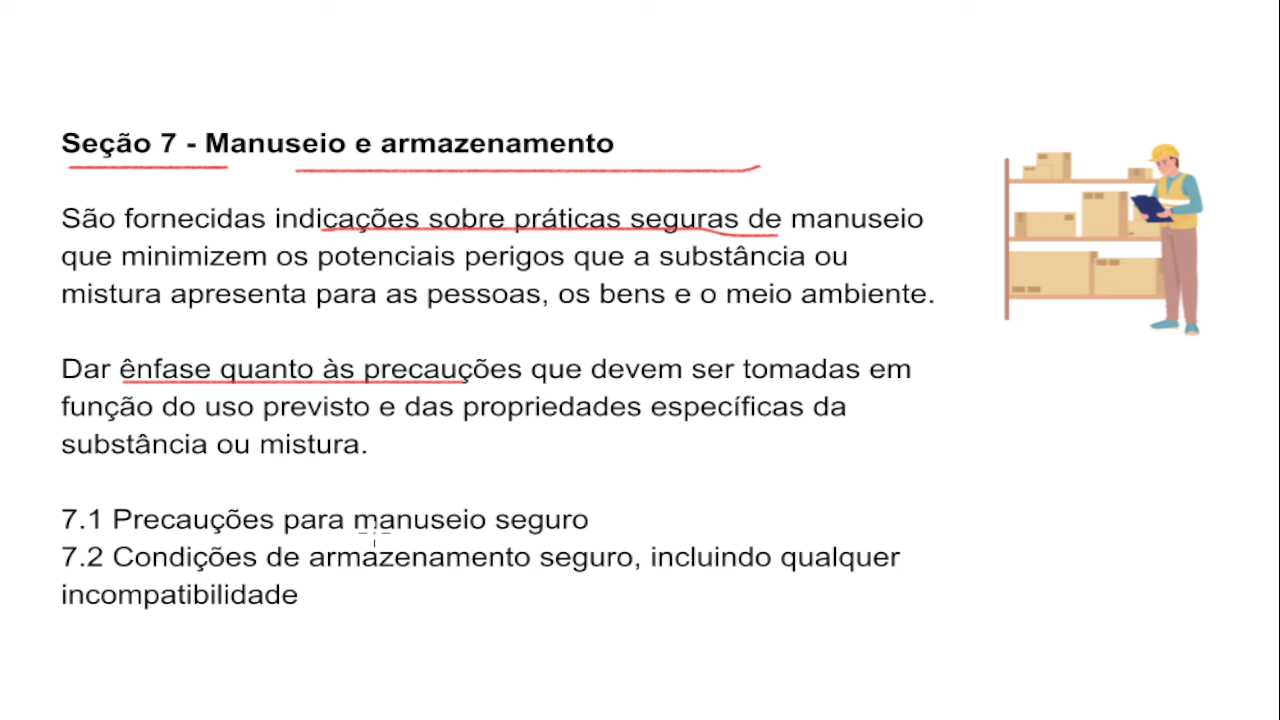 Seção 7 - Manuseio e armazenamento
São fornecidas indicações sobre práticas seguras de manuseio
que minimizem os potenciais perigos que a substância ou
mistura apresenta para as pessoas, os bens e o meio ambiente.
Dar ênfase quanto às precauções que devem ser tomadas em
função do uso previsto e das propriedades específicas da
substância ou mistura.
7.1 Precauções para manuseio seguro
7.2 Condições de armazenamento seguro, incluindo qualquer
incompatibilidade